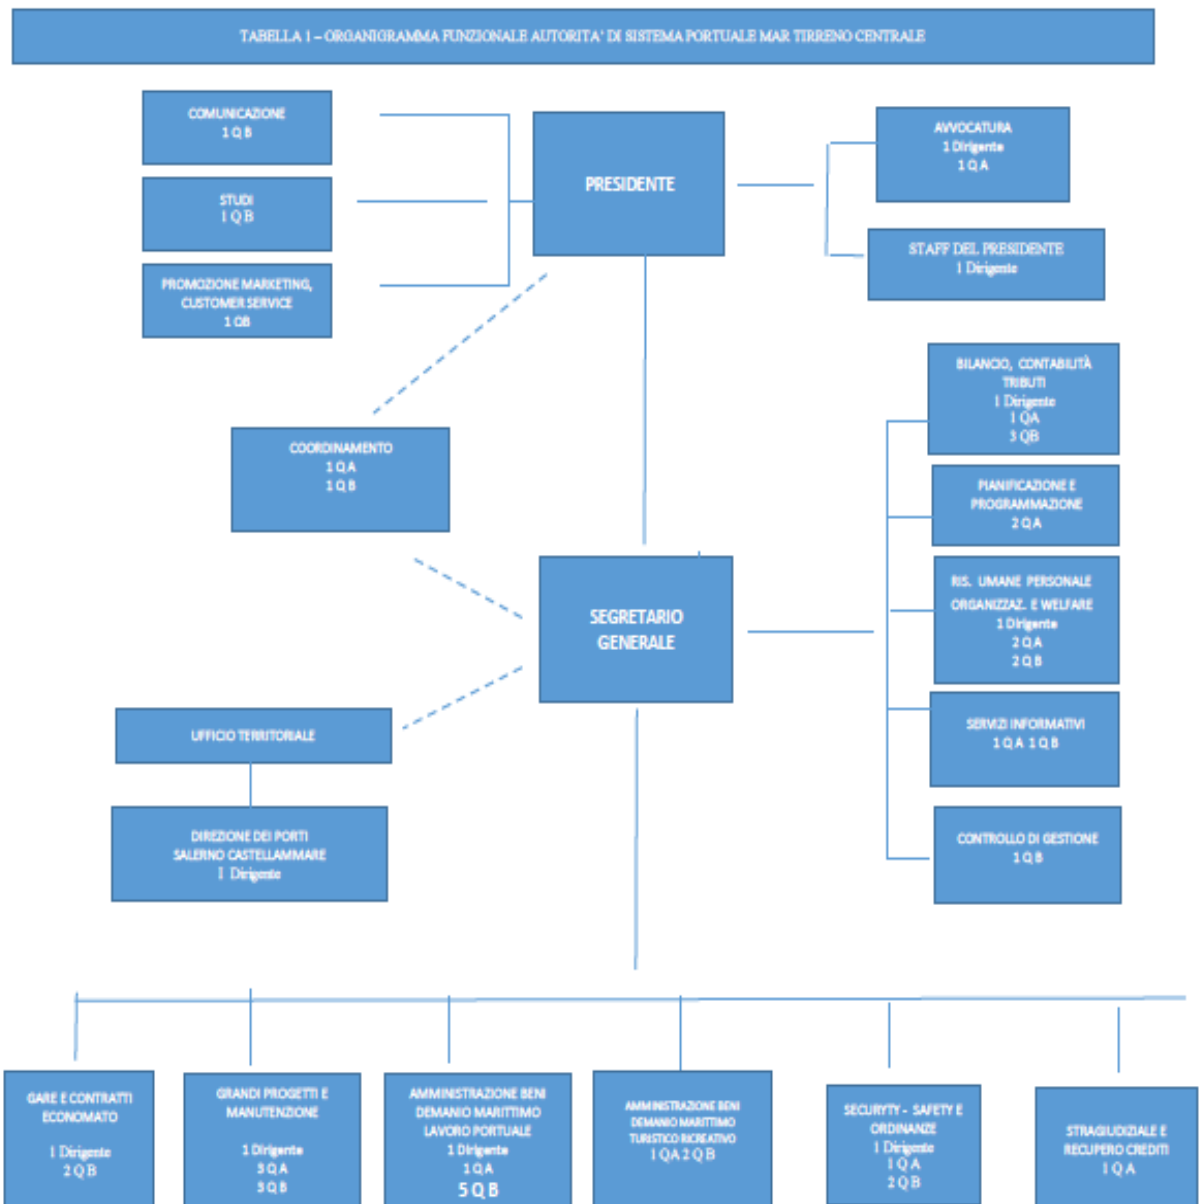 TABELLA 1 – ORGANIGRAMMA FUNZIONALE AUTORITA' DI SISTEMA PORTUALE MAR TIRRENO CENTRALE
COMUNICAZIONE
1 Q B
STUDI
1 Q B
PROMOZIONE MARKETING,
CUSTOMER SERVICE
1 QB
PRESIDENTE
AVVOCATURA
1 Dirigente
1 Q A
STAFF DEL PRESIDENTE
1 Dirigente
COORDINAMENTO
1 Q A
1 Q B
BILANCIO, CONTABILITÀ
TRIBUTI
1 Dirigente
1 QA
3 QB
PIANIFICAZIONE E
PROGRAMMAZIONE
2 Q A
RIS. UMANE PERSONALE
ORGANIZZAZ. E WELFARE
1 Dirigente
2 Q A
2 Q B
SERVIZI INFORMATIVI
1 Q A 1 Q B
CONTROLLO DI GESTIONE
1 Q B
SEGRETARIO
GENERALE
UFFICIO TERRITORIALE
DIREZIONE DEI PORTI
SALERNO CASTELLAMMARE
1 Dirigente
GARE E CONTRATTI
ECONOMATO
1 Dirigente
2 Q B
GRANDI PROGETTI E
MANUTENZIONE
1 Dirigente
3 Q A
3 Q B
AMMINISTRAZIONE BENI
DEMANIO MARITTIMO
LAVORO PORTUALE
1 Dirigente
1 Q A
5 Q B
AMMINISTRAZIONE BENI
DEMANIO MARITTIMO
TURISTICO RICREATIVO
1 QA 2 Q B
SECURYTY - SAFETY E
ORDINANZE
1 Dirigente
1 Q A
2 Q B
STRAGIUDIZIALE E
RECUPERO CREDITI
1 Q A